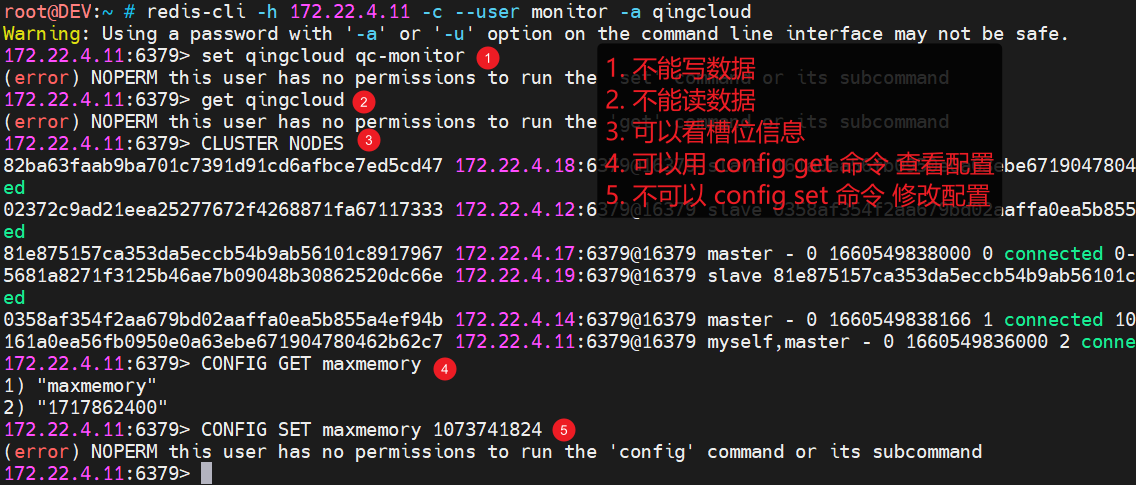 root@DEV:~ # redis-cli -h 172.22.4.11 -c --user monitor -a qingcloud
Warning: Using a password with '-a' or '-u' option on the command line interface may not be safe.
172.22.4.11:6379> set qingcloud qc-monitor 1
(error) NOPERM this user has no permissions to run the 'set' command or its subcommand
172.22.4.11:6379> get qingcloud 2
(error) NOPERM this user has no permissions to run the 'get' command or its subcommand
172.22.4.11:6379> CLUSTER NODES 3
82ba63faab9ba701c7391d91cd6afbce7ed5cd47 172.22.4.18:6379@16379 ebe6719047804
ed
02372c9ad21eea25277672f4268871fa67117333 172.22.4.12:6379@16379 slave 0358af354f2aa679bd02aaffa0ea5b855
ed
81e875157ca353da5eccb54b9ab56101c8917967 172.22.4.17:6379@16379 master - 0 1660549838000 0 connected 0-
5681a8271f3125b46ae7b09048b30862520dc66e 172.22.4.19:6379@16379 slave 81e875157ca353da5eccb54b9ab56101c
ed
0358af354f2aa679bd02aaffa0ea5b855a4ef94b 172.22.4.14:6379@16379 master - 0 1660549838166 1 connected 10
161a0ea56fb0950e0a63ebe671904780462b62c7 172.22.4.11:6379@16379 myself,master - 0 1660549836000 2 conne
172.22.4.11:6379> CONFIG GET maxmemory 4
1) "maxmemory"
2) "1717862400"
172.22.4.11:6379> CONFIG SET maxmemory 1073741824 5
(error) NOPERM this user has no permissions to run the 'config' command or its subcommand
172.22.4.11:6379>
1. 不能写数据
2. 不能读数据
3. 可以看槽位信息
4. 可以用 config get 命令 查看配置
5. 不可以 config set 命令 修改配置